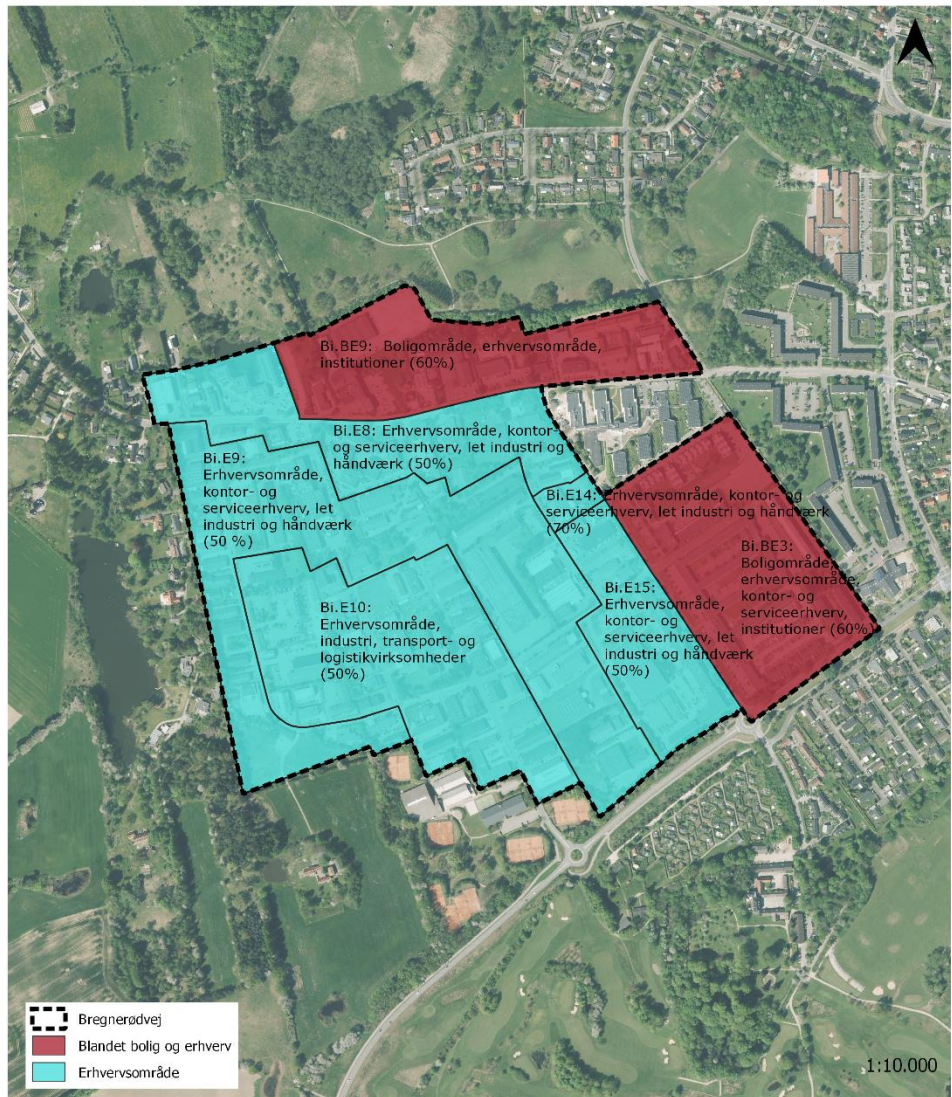 Bi.BE9: Boligområde, erhvervsområde,
institutioner (60%)
Bi.E8: Erhvervsområde, kontor-
og serviceerhverv, let industri og
håndværk (50%)
Bi.E9:
Erhvervsområde,
kontor- og
serviceerhverv, let
industri og håndværk
(50 %)
Bi.E14: Erhvervsområde, kontor- og
serviceerhverv, let industri og håndværk
(70%)
Bi.BE3:
Boligområde,
erhvervsområde,
kontor- og
serviceerhverv,
institutioner (60%)
Bi.E15:
Erhvervsområde,
kontor- og
serviceerhverv, let
industri og håndværk
(50%)
Bi.E10:
Erhvervsområde,
industri, transport- og
logistikvirksomheder
(50%)
Bregnerødvej
Blandet bolig og erhverv
Erhvervsområde
1:10.000